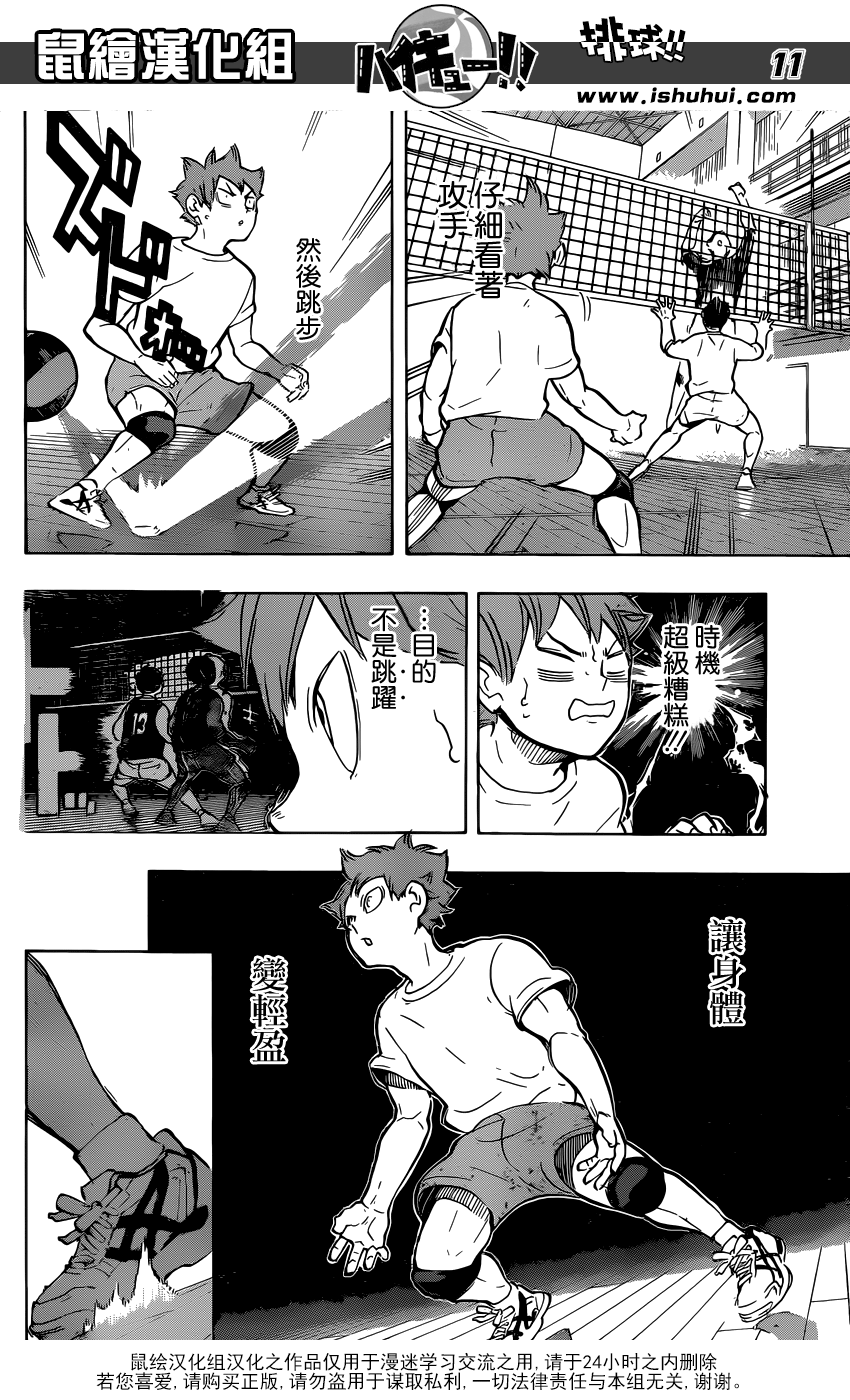 鼠繪漢化組
ハイキュー!!
排球!!
11
www.ishuhui.com
仔細看著
攻手
然後跳步
時機
超級糟糕!!
…目的
不是跳躍
13
讓身體
變輕盈
鼠绘汉化组汉化之作品仅用于漫迷学习交流之用, 请于24小时之内删除
若您喜爱, 请购买正版, 请勿盗用于谋取私利, 一切法律责任与本组无关, 谢谢。